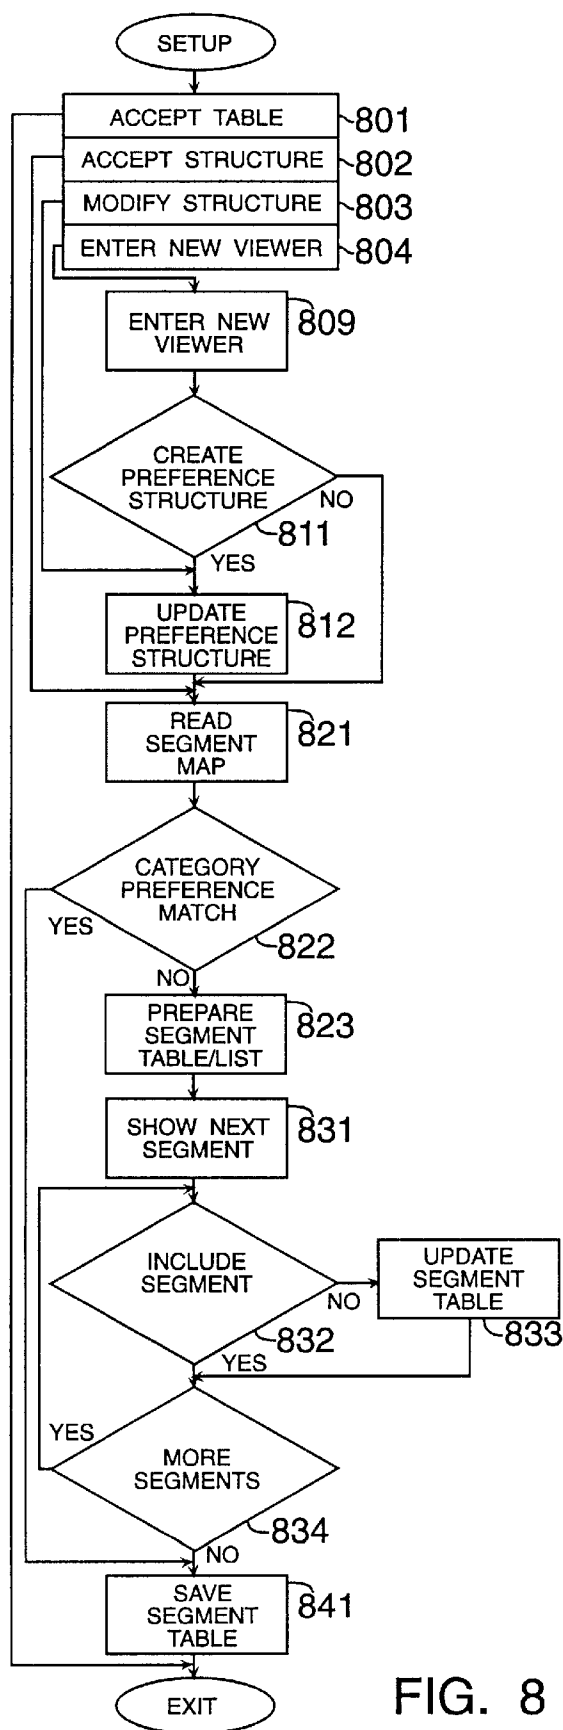 SETUP
ACCEPT TABLE 801
ACCEPT STRUCTURE 802
MODIFY STRUCTURE 803
ENTER NEW VIEWER 804
ENTER NEW
VIEWER
809
CREATE
PREFERENCE
STRUCTURE
NO
811
YES
UPDATE
PREFERENCE
STRUCTURE
812
READ
SEGMENT
MAP
821
CATEGORY
PREFERENCE
MATCH
YES
822
NO
PREPARE
SEGMENT
TABLE/LIST
823
SHOW NEXT
SEGMENT
831
INCLUDE
SEGMENT
NO
832
YES
UPDATE
SEGMENT
TABLE
833
YES
MORE
SEGMENTS
834
NO
SAVE
SEGMENT
TABLE
841
EXIT
FIG. 8